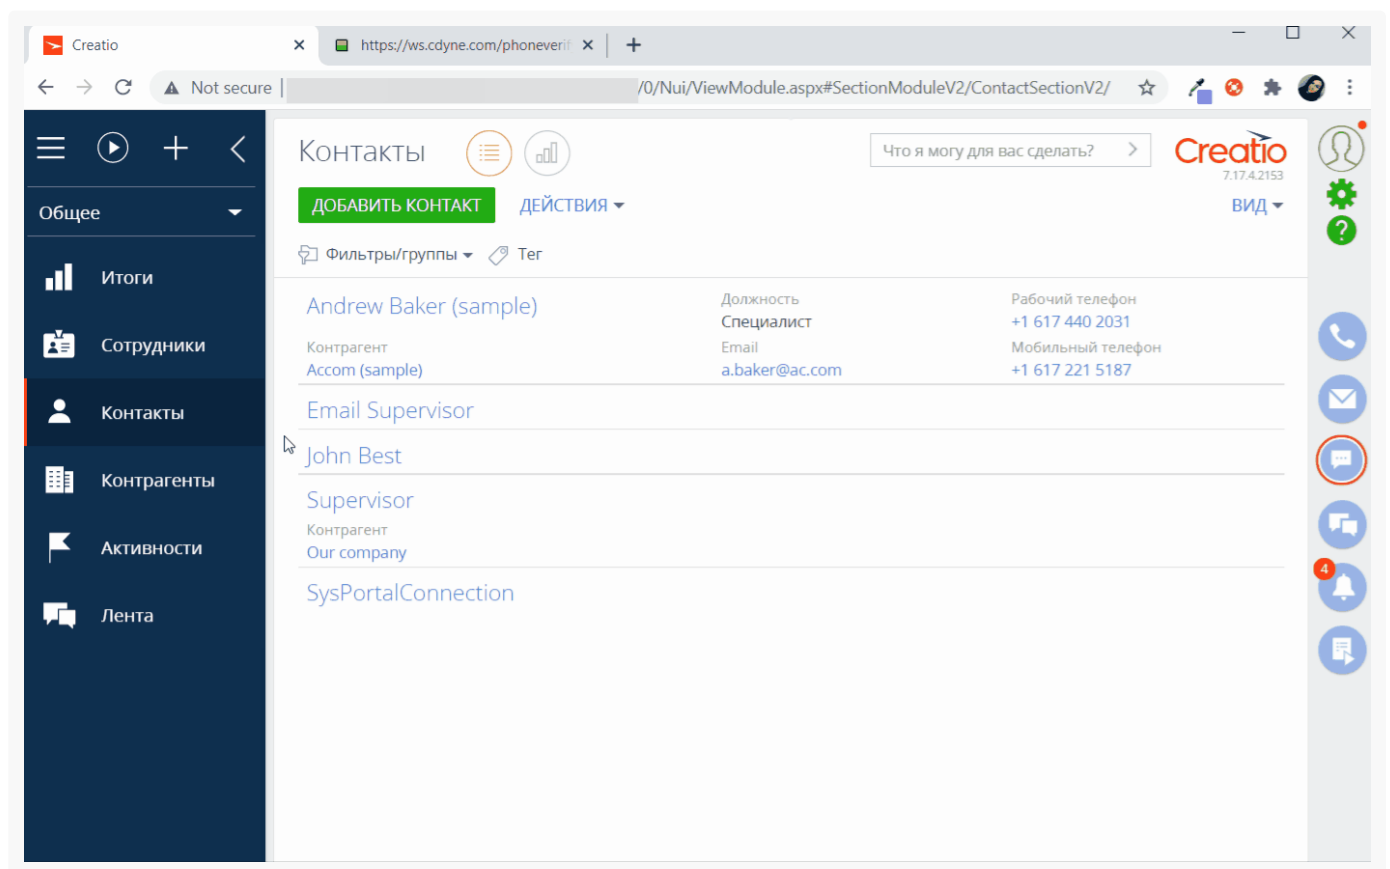 Creatio
https://ws.cdyne.com/phoneverif
Not secure
/0/Nui/ViewModule.aspx#SectionModuleV2/ContactSectionV2/
Контакты
Что я могу для вас сделать?
Creatio
7.17.4.2153
ДОБАВИТЬ КОНТАКТ
ДЕЙСТВИЯ
ВИД
Общее
Фильтры/группы
Тег
Итоги
Сотрудники
Контакты
Контрагенты
Активности
Лента
Andrew Baker (sample)
Должность
Специалист
Рабочий телефон
+1 617 440 2031
Контрагент
Accom (sample)
Email
a.baker@ac.com
Мобильный телефон
+1 617 221 5187
Email Supervisor
John Best
Supervisor
Контрагент
Our company
SysPortalConnection
?
4